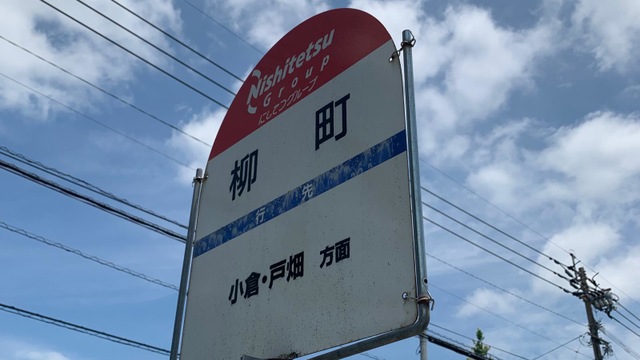 Nishitetsu
Group
にしてつグループ
柳町
行先
小倉・戸畑 方面